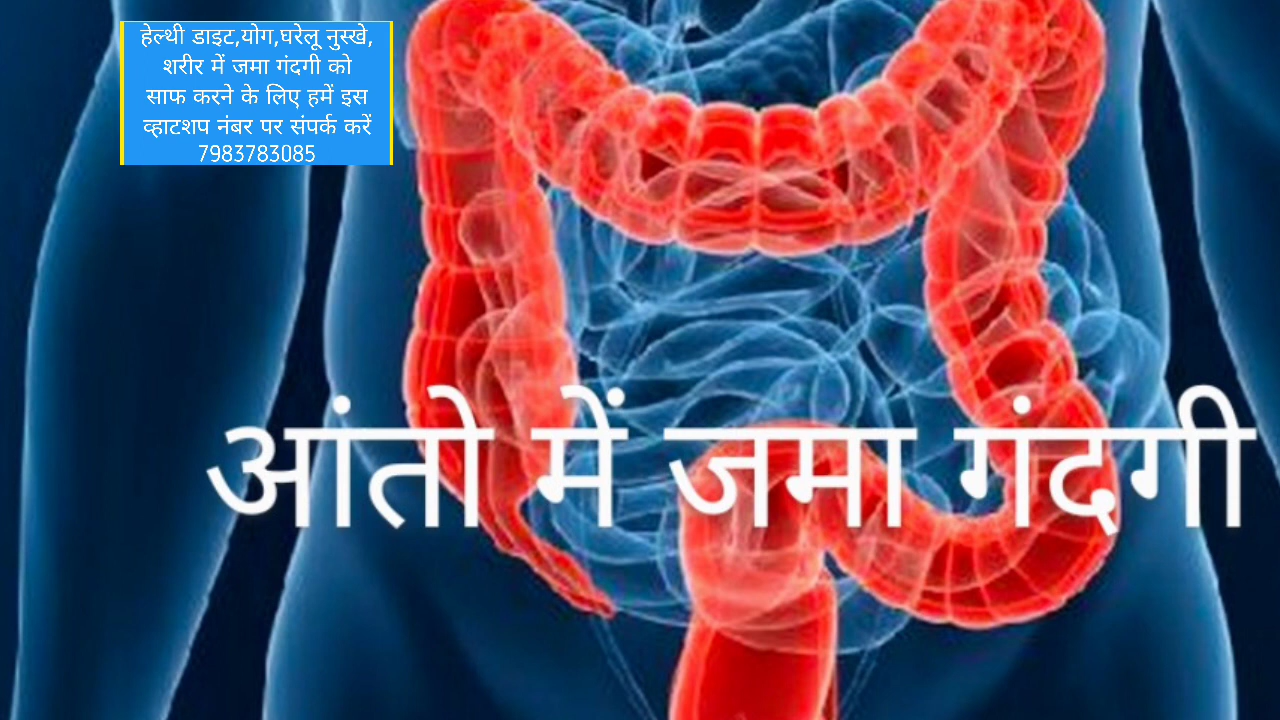 हेल्थी डाइट,योग,घरेलू नुस्खे,
शरीर में जमा गंदगी को
साफ करने के लिए हमें इस
व्हाटशप नंबर पर संपर्क करें
7983783085
आंतो में जमा गंदगी